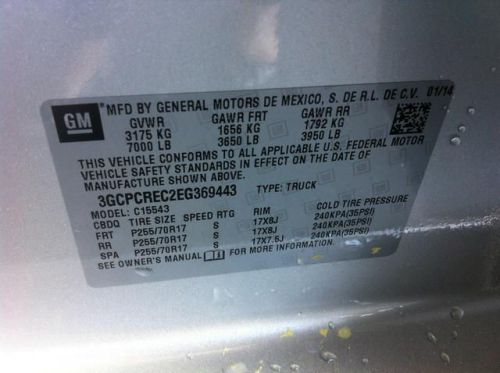 GM
MFD BY GENERAL MOTORS DE MEXICO, S. DE R.L. DE C.V. 01/14
GVWR GAWR FRT GAWR RR
3175 KG 1656 KG 1792 KG
7000 LB 3650 LB 3950 LB
THIS VEHICLE CONFORMS TO ALL APPLICABLE U.S. FEDERAL MOTOR
VEHICLE SAFETY STANDARDS IN EFFECT ON THE DATE OF
MANUFACTURE SHOWN ABOVE.
3GCPCREC2EG369443 TYPE: TRUCK
MODEL: C15543
CBDQ TIRE SIZE SPEED RTG RIM COLD TIRE PRESSURE
FRT P255/70R17 S 17X8J 240KPA(35PSI)
RR P255/70R17 S 17X8J 240KPA(35PSI)
SPA P255/70R17 S 17X7.5J 240KPA(35PSI)
SEE OWNER'S MANUAL FOR MORE INFORMATION